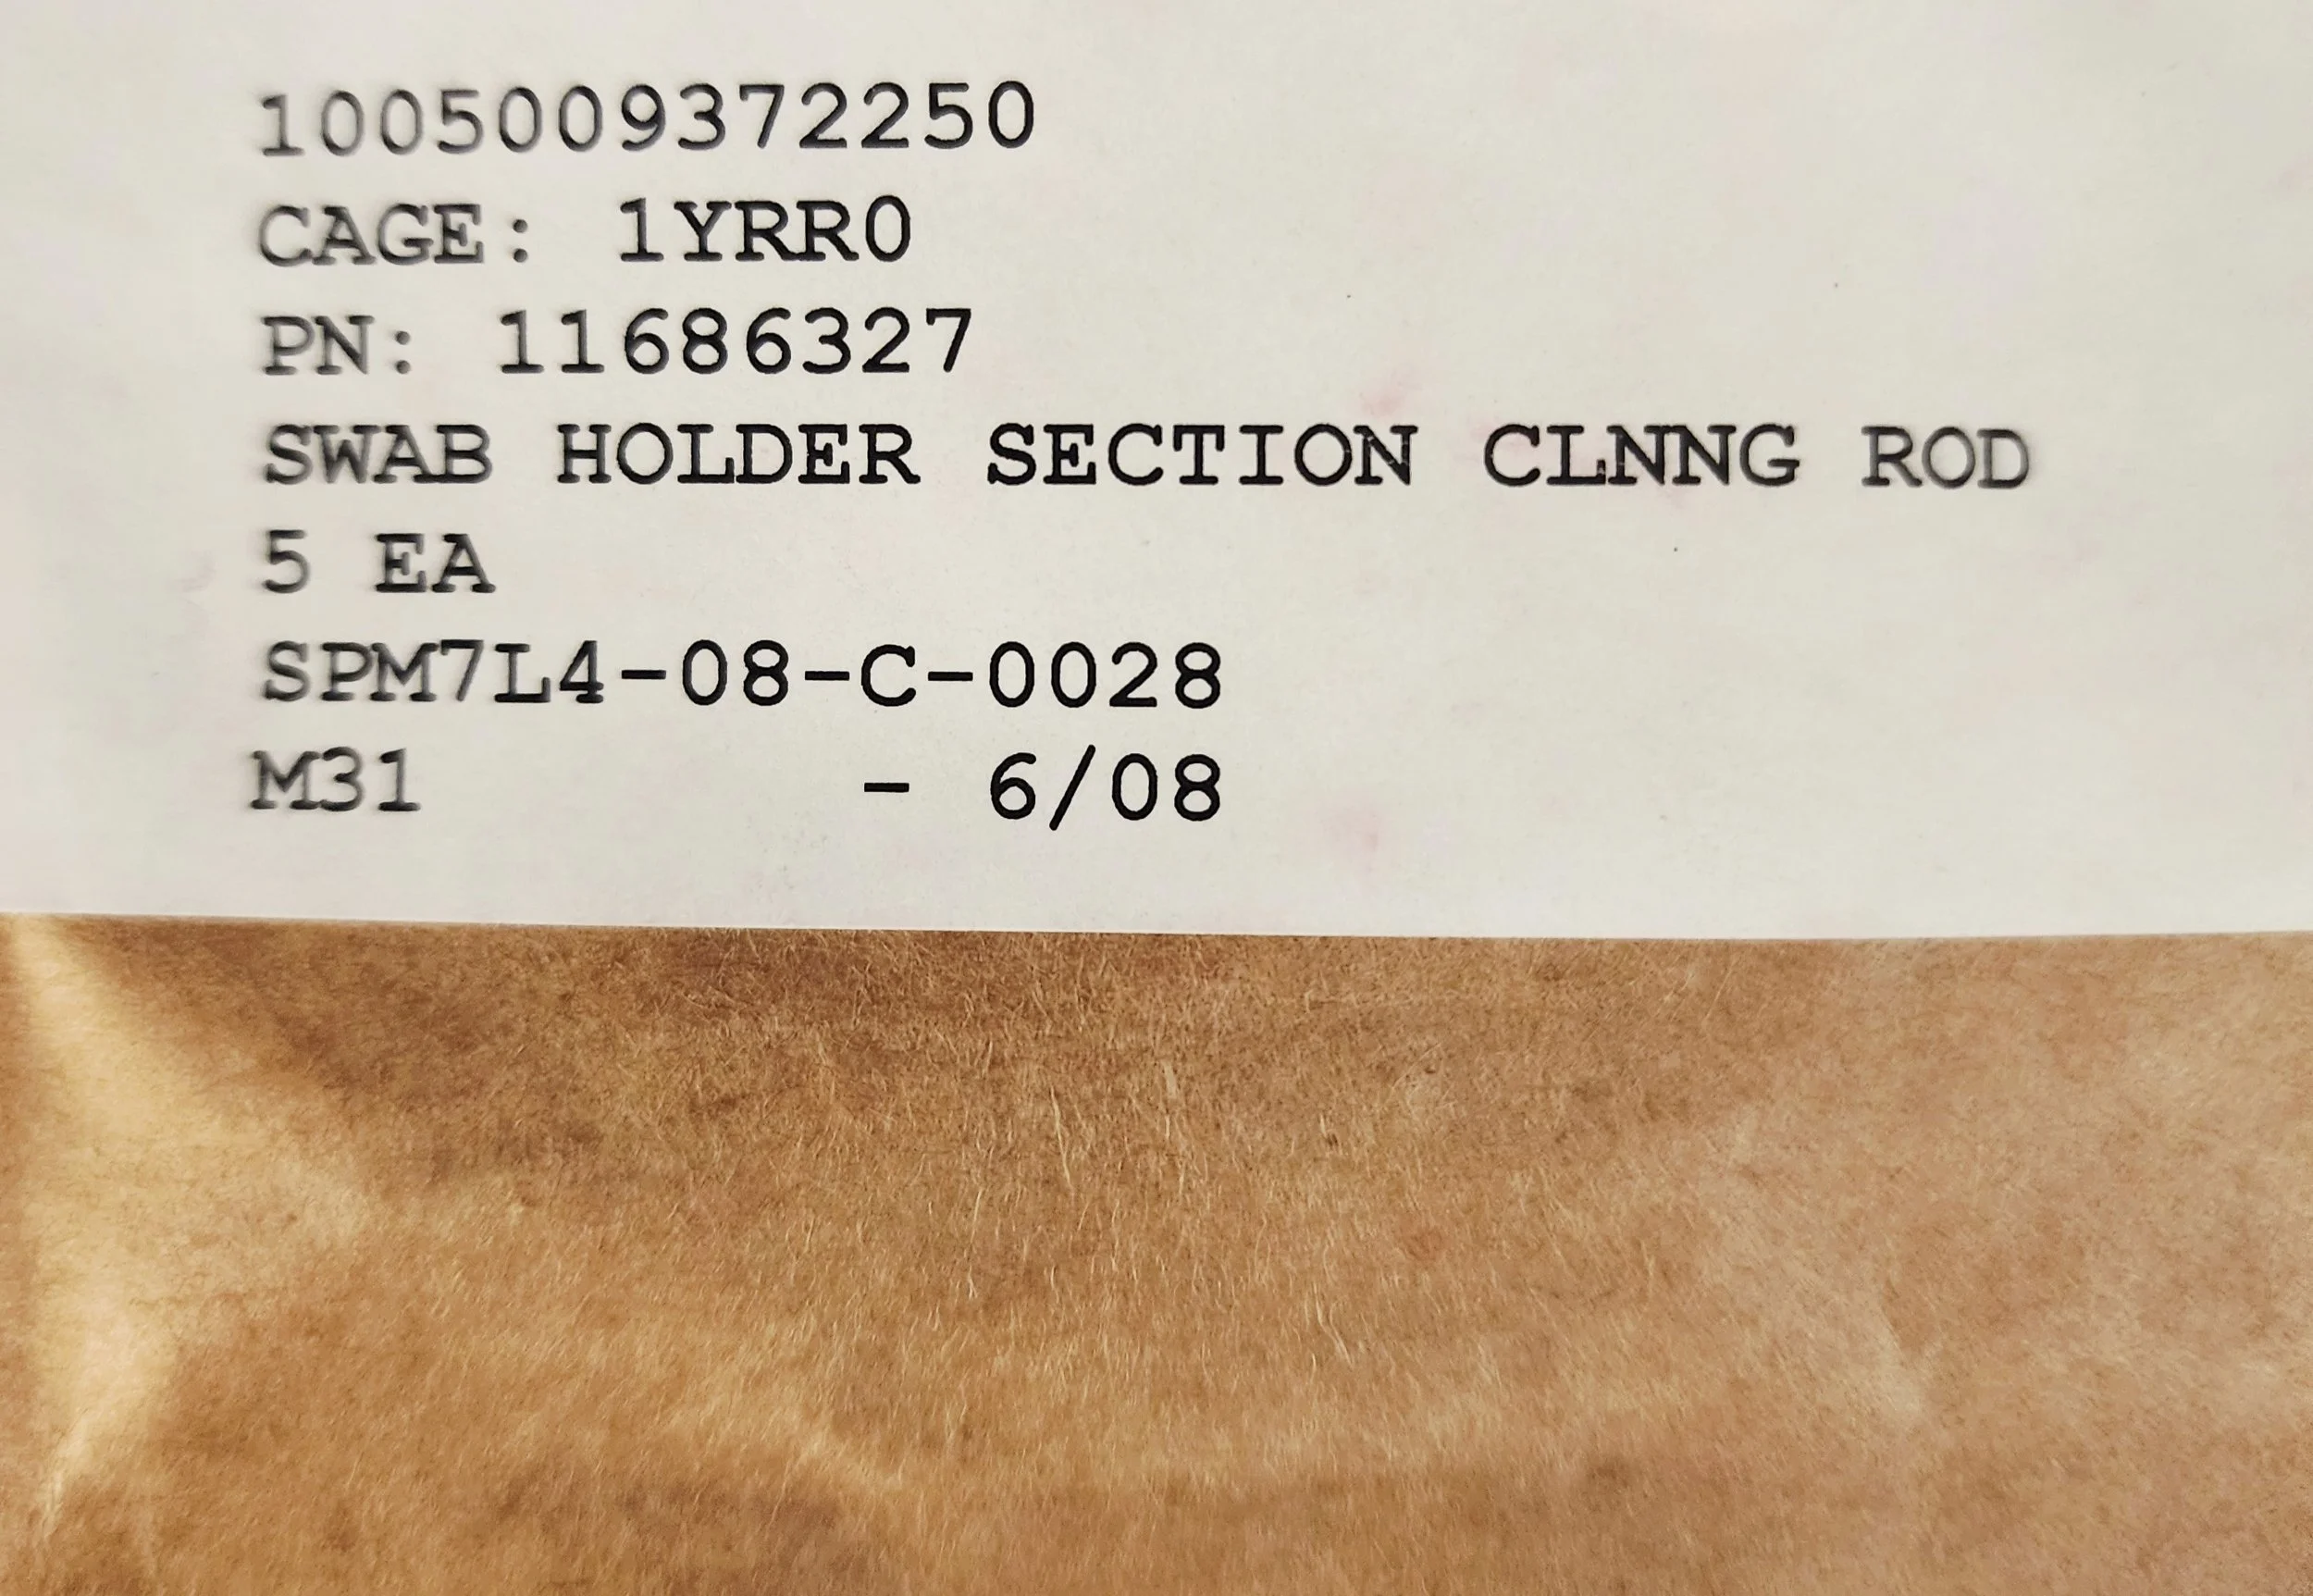 1005009372250
CAGE: 1YRR0
PN: 11686327
SWAB HOLDER SECTION CLNNG ROD
5 EA
SPM7L4-08-C-0028
M31 - 6/08